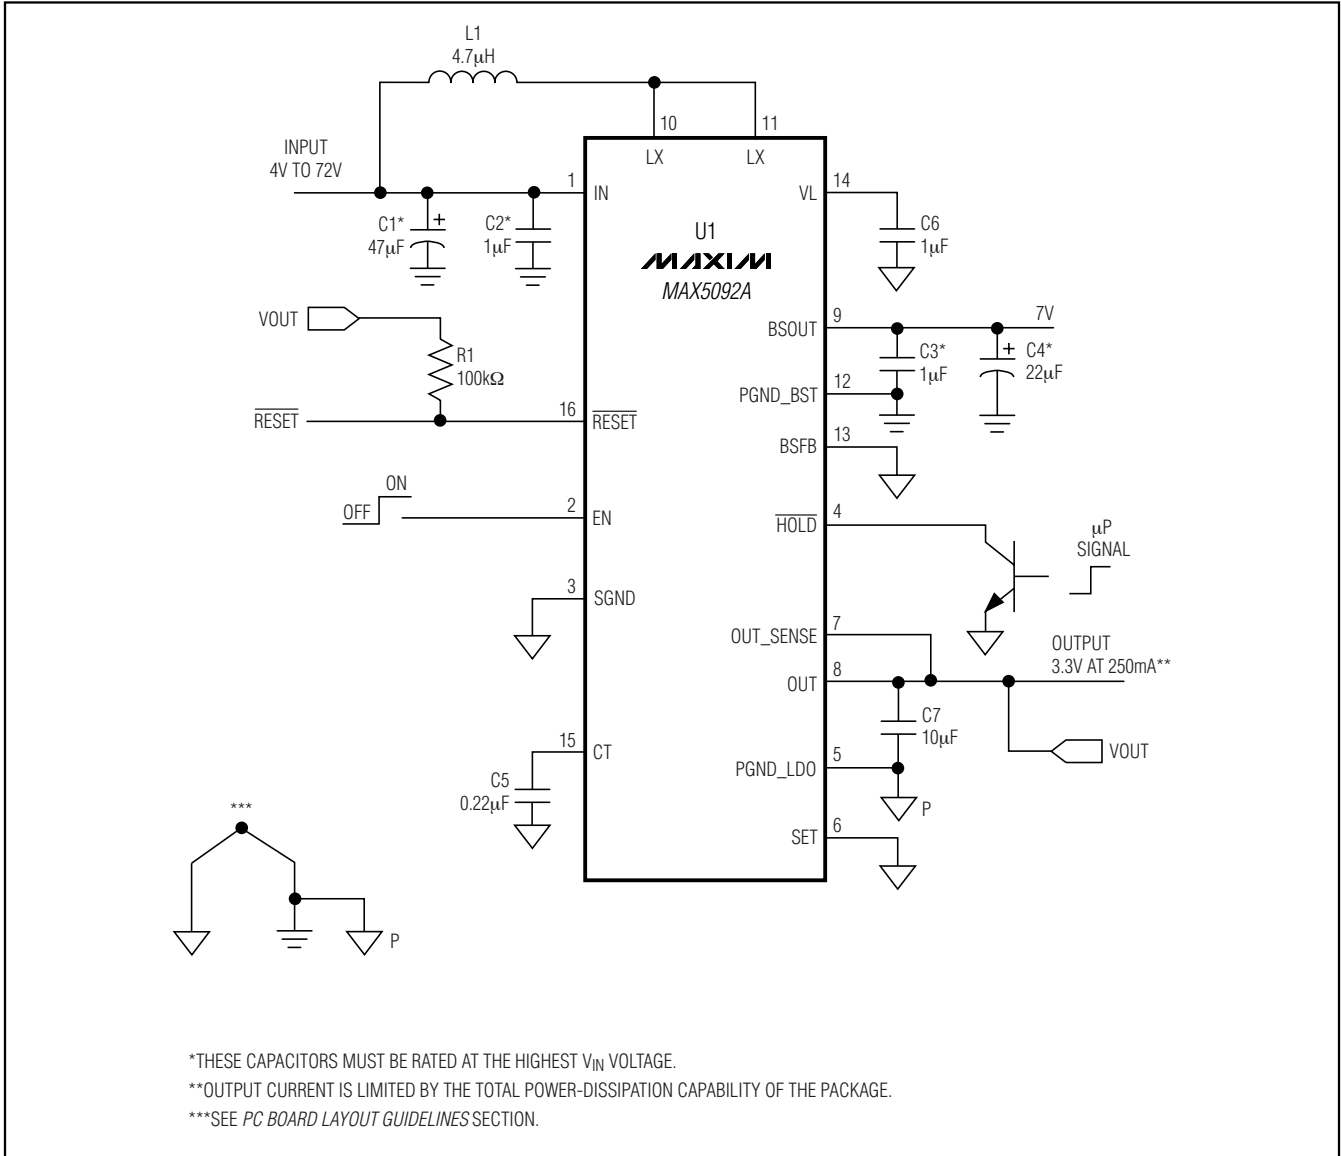 L1
4.7µH
10
11
LX
LX
INPUT
4V TO 72V
1
IN
14
VL
C1*
+
47µF
C2*
1µF
C6
1µF
U1
MAXIM
MAX5092A
VOUT
R1
100kΩ
9
BSOUT
7V
C3*
1µF
+
C4*
22µF
12
PGND_BST
RESET
16
RESET
13
BSFB
ON
OFF
2
EN
4
HOLD
µP
SIGNAL
3
SGND
7
OUT_SENSE
OUTPUT
3.3V AT 250mA**
8
OUT
C7
10µF
VOUT
15
CT
C5
0.22µF
5
PGND_LDO
P
6
SET
***
P
*THESE CAPACITORS MUST BE RATED AT THE HIGHEST VIN VOLTAGE.
**OUTPUT CURRENT IS LIMITED BY THE TOTAL POWER-DISSIPATION CAPABILITY OF THE PACKAGE.
***SEE PC BOARD LAYOUT GUIDELINES SECTION.